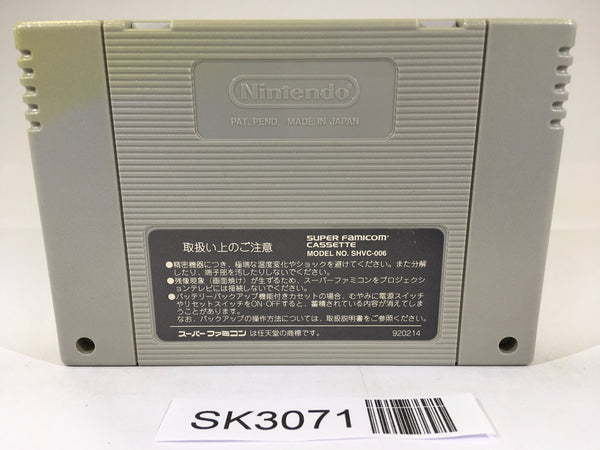 Nintendo®
PAT. PEND. MADE IN JAPAN
取扱い上のご注意
SUPER FAMICOM
CASSETTE
MODEL NO. SHVC-006
●精密機器につき、極端な温度変化やショックを避けてください。また分解
したり、端子部を汚したりしないでください。
●残像現象（画面焼け）が生ずるため、スーパーファミコンをプロジェクショ
ンテレビには接続しないでください。
●バッテリーバックアップ機能付きカセットの場合、むやみに電源スイッチ
やリセットスイッチをON・OFFすると、蓄積されている内容が消えてしま
うことがあります。
なお、バックアップの操作方法については、取扱説明書をご参照ください。
スーパーファミコンは任天堂の商標です。
920214
SK3071